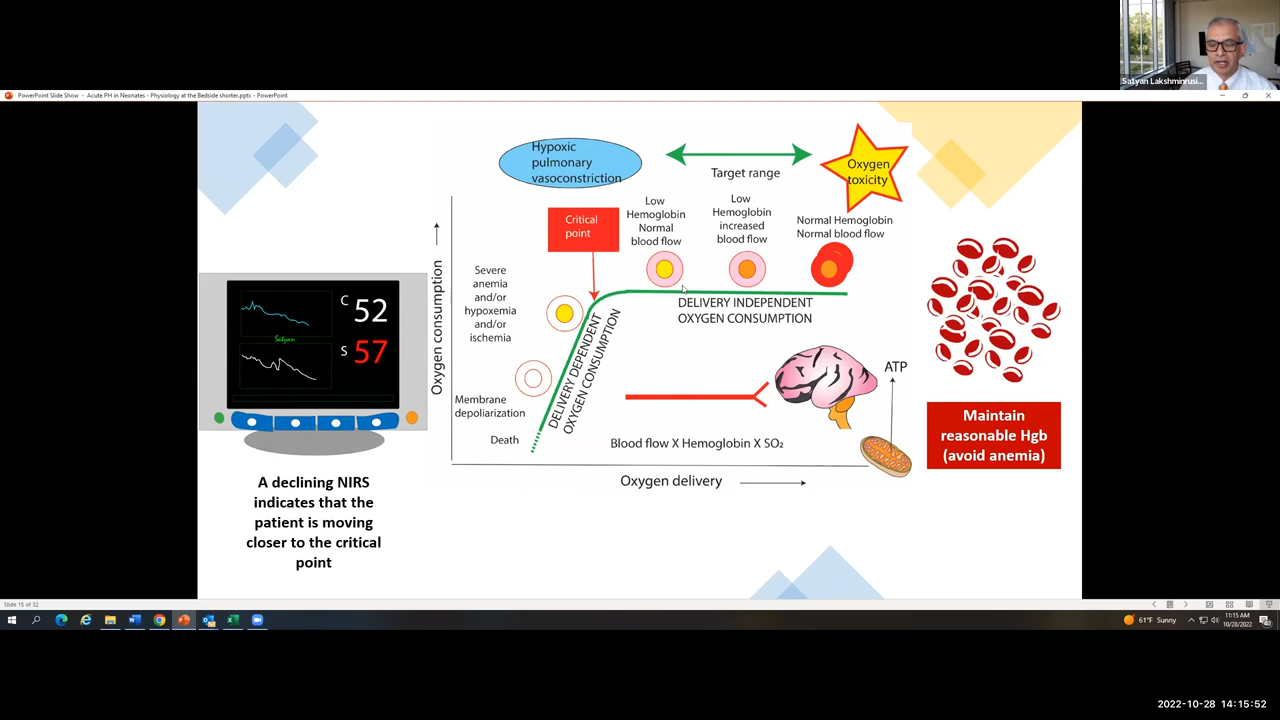 Satyan Lakshminrusi...
PowerPoint Slide Show - Acute PH in Neonates - Physiology at the Bedside shorter.pptx - PowerPoint
Hypoxic
pulmonary
vasoconstriction
Target range
Oxygen
toxicity
Critical
point
Low
Hemoglobin
Normal
blood flow
Low
Hemoglobin
increased
blood flow
Normal Hemoglobin
Normal blood flow
Oxygen consumption
Severe
anemia
and/or
hypoxemia
and/or
ischemia
Membrane
depoliarization
Death
DELIVERY DEPENDENT
OXYGEN CONSUMPTION
DELIVERY INDEPENDENT
OXYGEN CONSUMPTION
ATP
Blood flow X Hemoglobin X SO₂
Oxygen delivery
C 52
Satyan
S 57
A declining NIRS
indicates that the
patient is moving
closer to the critical
point
Maintain
reasonable Hgb
(avoid anemia)
Slide 15 of 32
61°F Sunny
11:15 AM
10/28/2022
2022-10-28 14:15:52